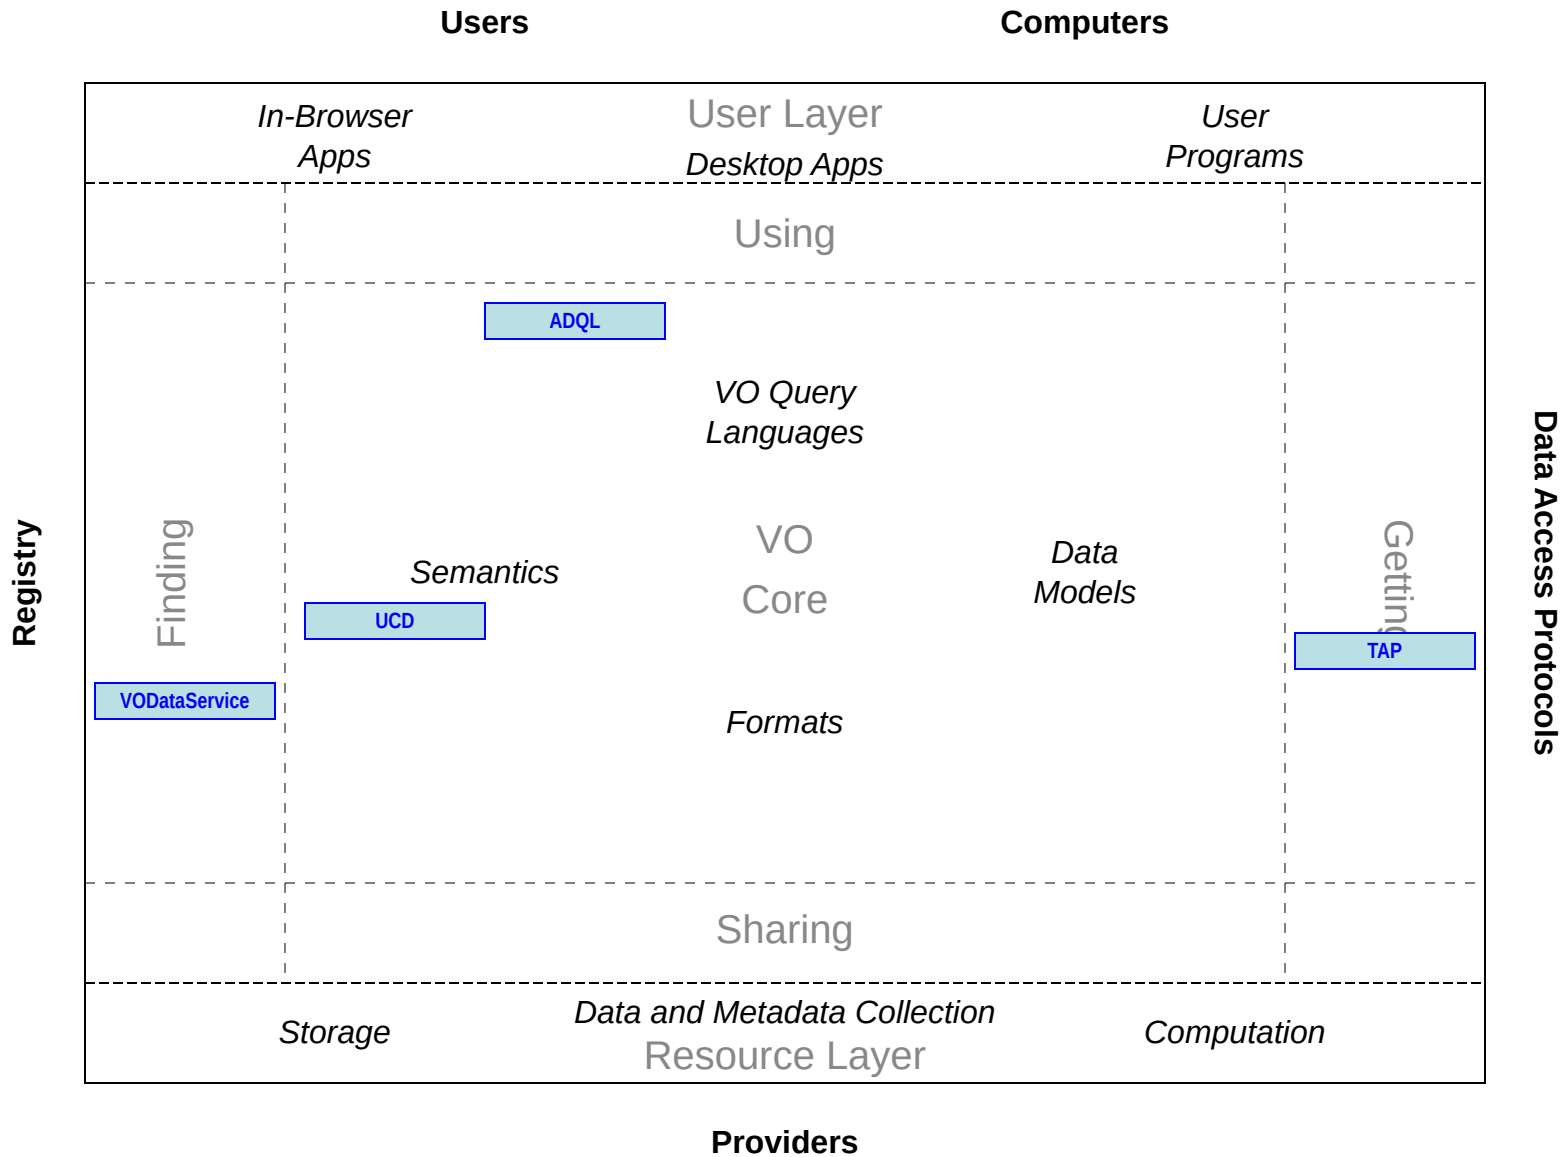 Users
Computers
In-Browser
Apps
User Layer
Desktop Apps
User
Programs
Using
ADQL
VO Query
Languages
Registry
Finding
Semantics
UCD
VODataService
VO
Core
Data
Models
Formats
Getting
TAP
Data Access Protocols
Sharing
Storage
Data and Metadata Collection
Resource Layer
Computation
Providers